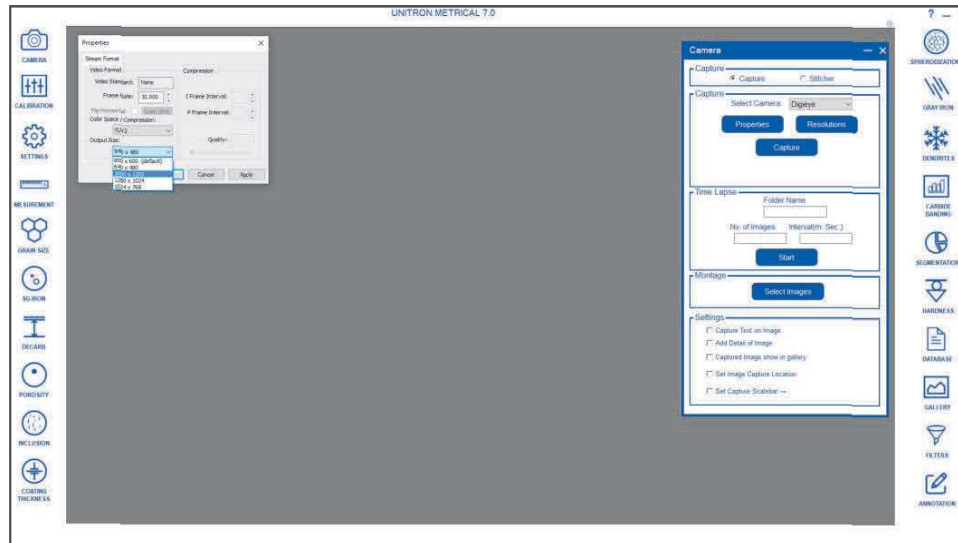 UNITRON METRICAL 7.0
? –
CAMERA
CALIBRATION
SETTINGS
MESUREMENT
GRAIN SIZE
SG IRON
DECARB
POROSITY
INCLUSION
COATING
THICKNESS
Properties
Stream Format
Video Format
Video Standard: None
Frame Rate: 30.000
Flip Horizontal:
Color Space / Compression:
YUY2
Output Size:
640 x 480
800 x 600 (default)
640 x 480
1600 x 1200
1280 x 1024
1024 x 768
Compression
I Frame Interval:
P Frame Interval:
Quality:
Cancel
Apply
Camera
Capture
Capture
Stitcher
Capture
Select Camera
Digieye
Properties
Resolutions
Capture
Time Lapse
Folder Name
No. of Images
Interval(m. Sec.)
Start
Montage
Select Images
Settings
Capture Text on Image
Add Detail of Image
Captured Image show in gallery
Set Image Capture Location
Set Capture Scalebar --
SPHERODIZATION
GRAY IRON
DENDRITES
CARBIDE
BANDING
SEGMENTATION
HARDNESS
DATABASE
GALLERY
FILTERS
ANNOTATION